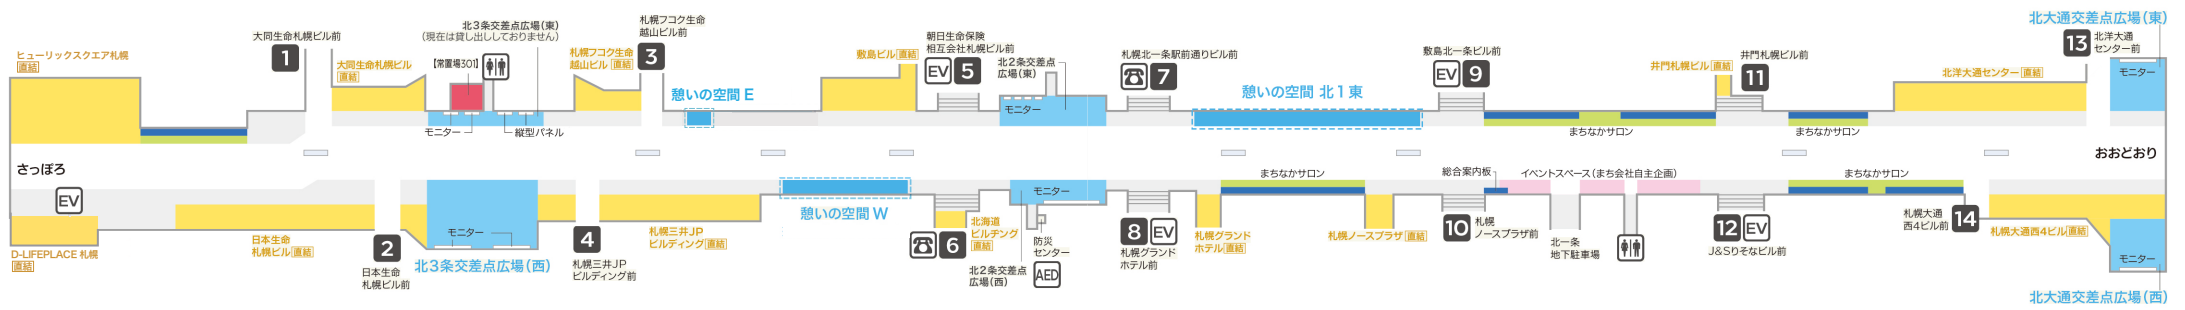 ヒューリックスクエア札幌
直結
大同生命札幌ビル前
1
大同生命札幌ビル
直結
北3条交差点広場(東)
(現在は貸し出ししておりません)
【常置場301】
モニター
縦型パネル
札幌フコク生命
越山ビル 直結
札幌フコク生命
越山ビル前
3
憩いの空間 E
敷島ビル 直結
朝日生命保険
相互会社札幌ビル前
EV 5
北2条交差点
広場(東)
モニター
札幌北一条駅前通りビル前
7
憩いの空間 北1東
敷島北一条ビル前
EV 9
まちなかサロン
井門札幌ビル 直結
井門札幌ビル前
11
まちなかサロン
北洋大通センター 直結
13
北洋大通
センター前
北大通交差点広場(東)
モニター
さっぽろ
おおどおり
EV
D-LIFEPLACE 札幌
直結
日本生命
札幌ビル 直結
2
日本生命
札幌ビル前
モニター
北3条交差点広場(西)
4
札幌三井JP
ビルディング前
札幌三井JP
ビルディング 直結
憩いの空間 W
6
北海道
ビルヂング
直結
北2条交差点
広場(西)
モニター
防災
センター
AED
8 EV
札幌グランド
ホテル前
札幌グランド
ホテル 直結
まちなかサロン
札幌ノースプラザ 直結
総合案内板
10
札幌
ノースプラザ前
イベントスペース(まち会社自主企画)
北一条
地下駐車場
12 EV
J&Sりそなビル前
まちなかサロン
札幌大通
西4ビル前
14
札幌大通西4ビル 直結
モニター
北大通交差点広場(西)